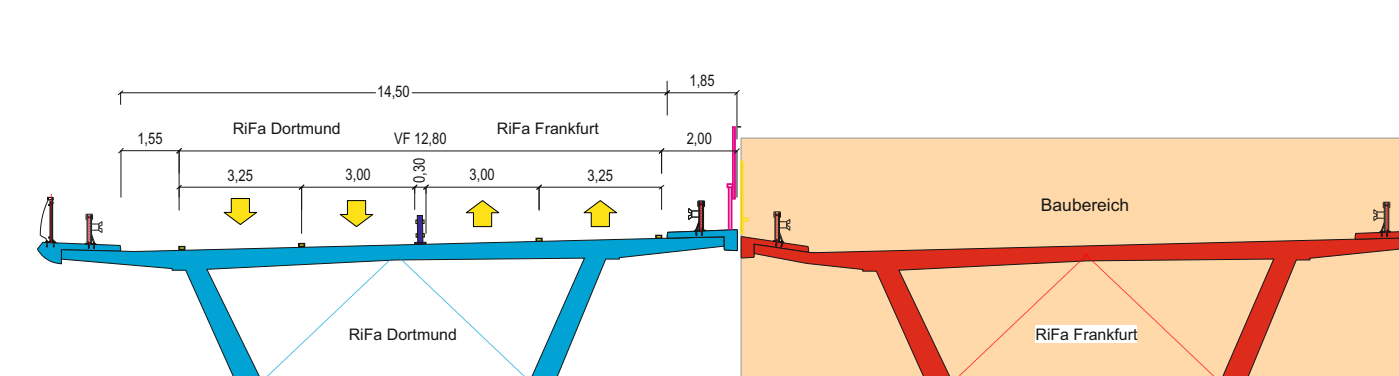 14,50
1,85
RiFa Dortmund
RiFa Frankfurt
1,55
VF 12,80
2,00
3,25
3,00
0,30
3,00
3,25
Baubereich
RiFa Dortmund
RiFa Frankfurt